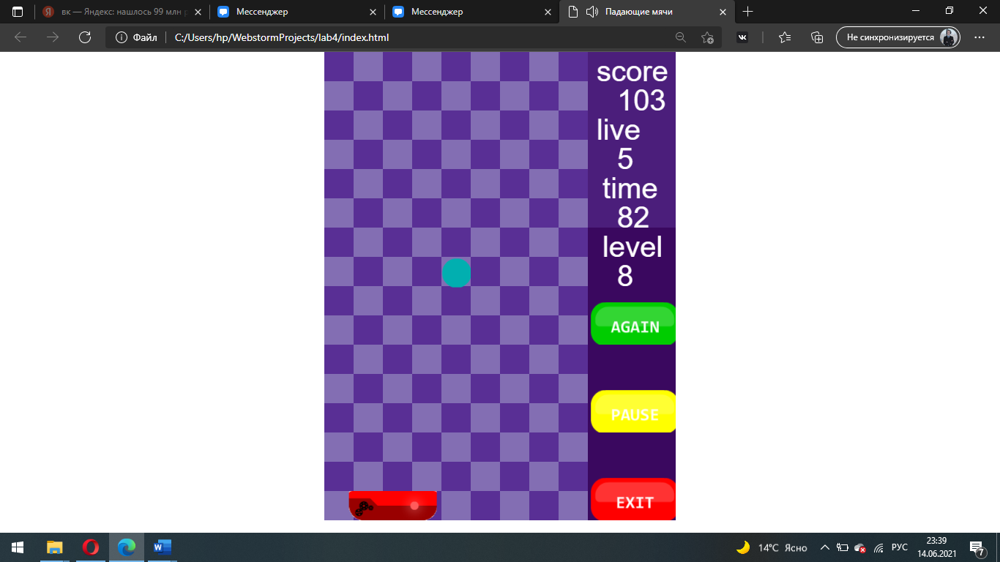 вк — Яндекс: нашлось 99 млн
Мессенджер
Мессенджер
Падающие мячи
Файл
C:/Users/hp/WebstormProjects/lab4/index.html
Не синхронизируется
score
103
live
5
time
82
level
8
AGAIN
PAUSE
EXIT
14°C Ясно
РУС
23:39
14.06.2021
7